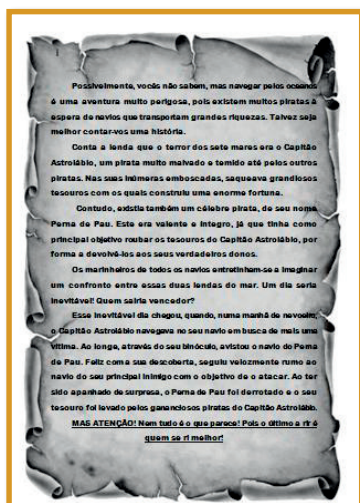 Possivelmente, vocês não sabem, mas navegar pelos oceanos
é uma aventura muito perigosa, pois existem muitos piratas à
espera de navios que transportam grandes riquezas. Talvez seja
melhor contar-vos uma história.
Conta a lenda que o terror dos sete mares era o Capitão
Astrolábio, um pirata muito malvado e temido até pelos outros
piratas. Nas suas inúmeras emboscadas, saqueava grandiosos
tesouros com os quais construiu uma enorme fortuna.
Contudo, existia também um célebre pirata, de seu nome
Perna de Pau. Este era valente e íntegro, já que tinha como
principal objetivo roubar os tesouros do Capitão Astrolábio, por
forma a devolvê-los aos seus verdadeiros donos.
Os marinheiros de todos os navios entretinham-se a imaginar
um confronto entre essas duas lendas do mar. Um dia seria
inevitável! Quem sairia vencedor?
Esse inevitável dia chegou, quando, numa manhã de nevoeiro,
o Capitão Astrolábio navegava no seu navio em busca de mais uma
vítima. Ao longe, através do seu binóculo, avistou o navio do Perna
de Pau. Feliz com a sua descoberta, seguiu velozmente rumo ao
navio do seu principal inimigo com o objetivo de o atacar. Ao ter
sido apanhado de surpresa, o Perna de Pau foi derrotado e o seu
tesouro foi levado pelos gananciosos piratas do Capitão Astrolábio.
MAS ATENÇÃO! Nem tudo é o que parece! Pois o último a rir é
quem se ri melhor!